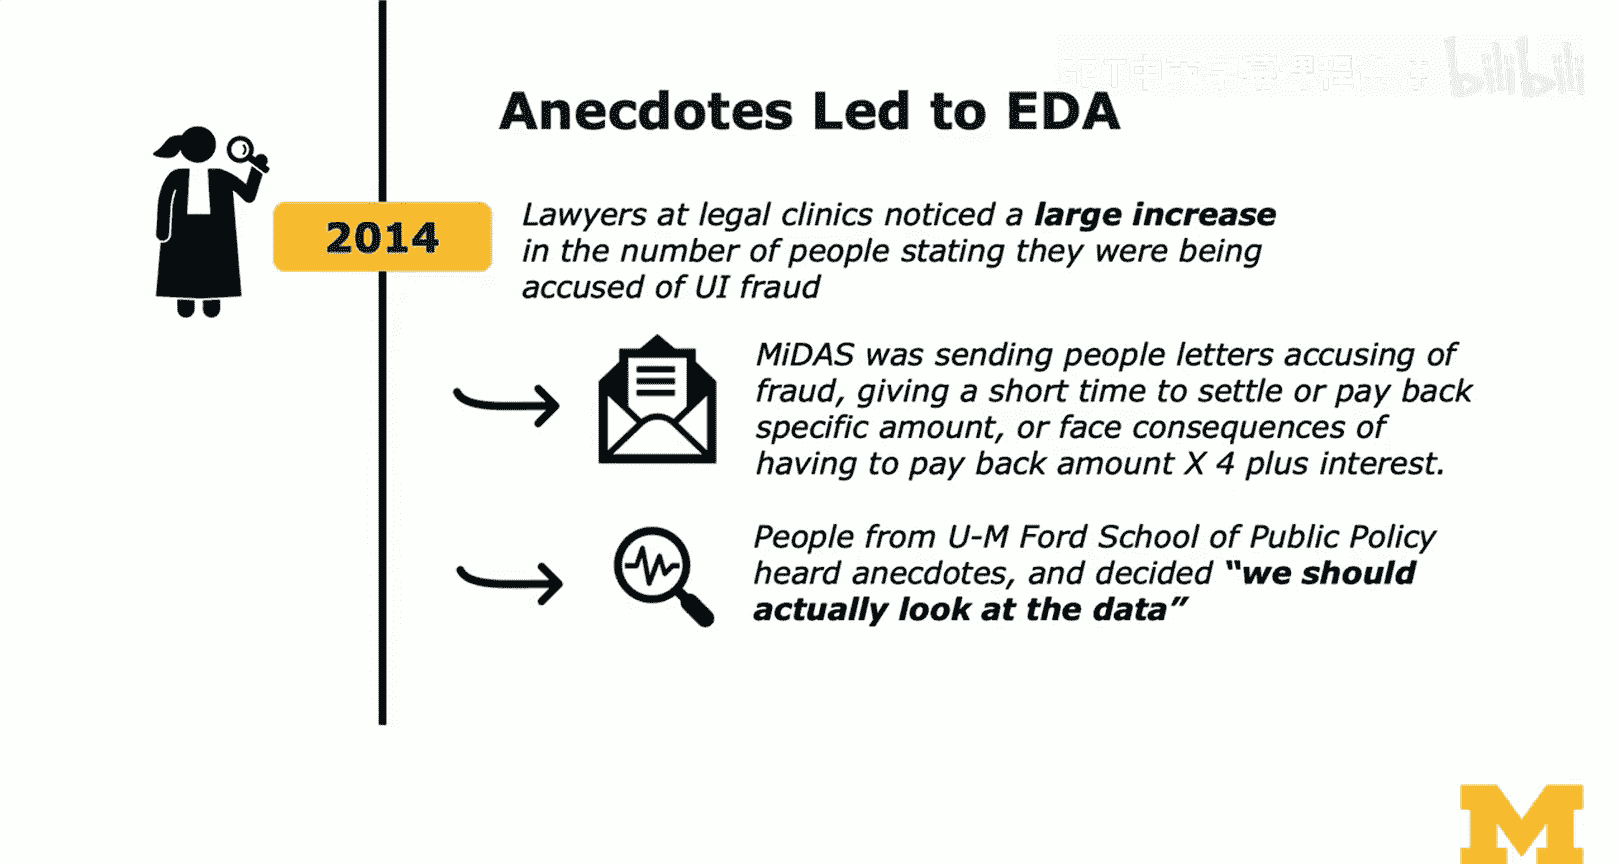 bilibili
Anecdotes Led to EDA
2014
Lawyers at legal clinics noticed a large increase
in the number of people stating they were being
accused of UI fraud
MiDAS was sending people letters accusing of
fraud, giving a short time to settle or pay back
specific amount, or face consequences of
having to pay back amount X 4 plus interest.
People from U-M Ford School of Public Policy
heard anecdotes, and decided “we should
actually look at the data”
M